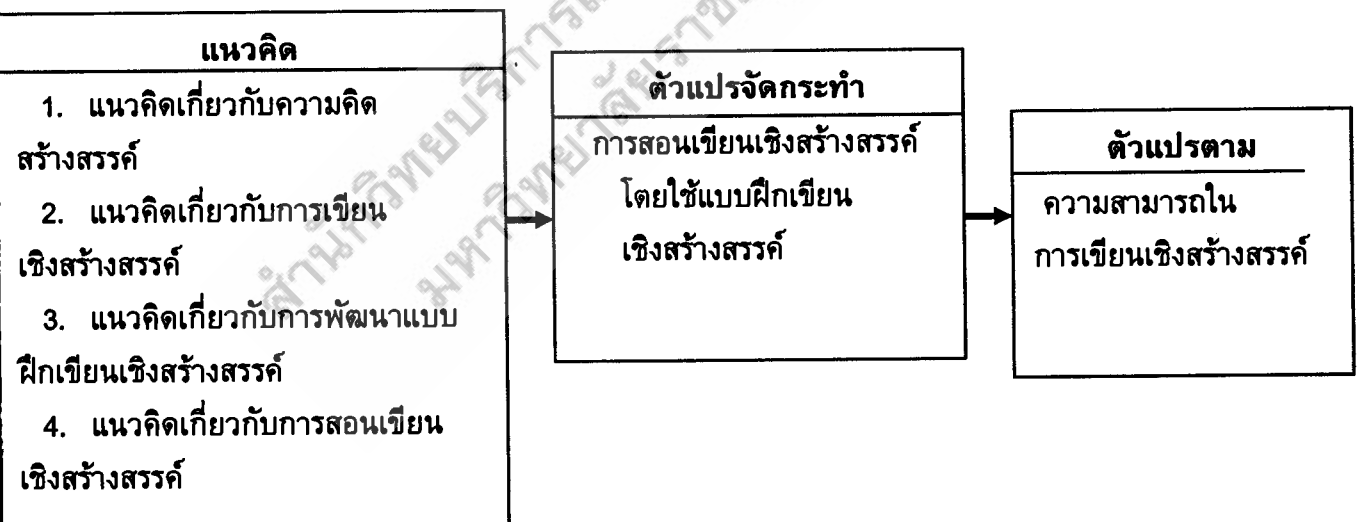 แนวคิด
1. แนวคิดเกี่ยวกับความคิด
สร้างสรรค์
2. แนวคิดเกี่ยวกับการเขียน
เชิงสร้างสรรค์
3. แนวคิดเกี่ยวกับการพัฒนาแบบ
ฝึกเขียนเชิงสร้างสรรค์
4. แนวคิดเกี่ยวกับการสอนเขียน
เชิงสร้างสรรค์
ตัวแปรจัดกระทำ
การสอนเขียนเชิงสร้างสรรค์
โดยใช้แบบฝึกเขียน
เชิงสร้างสรรค์
ตัวแปรตาม
ความสามารถใน
การเขียนเชิงสร้างสรรค์